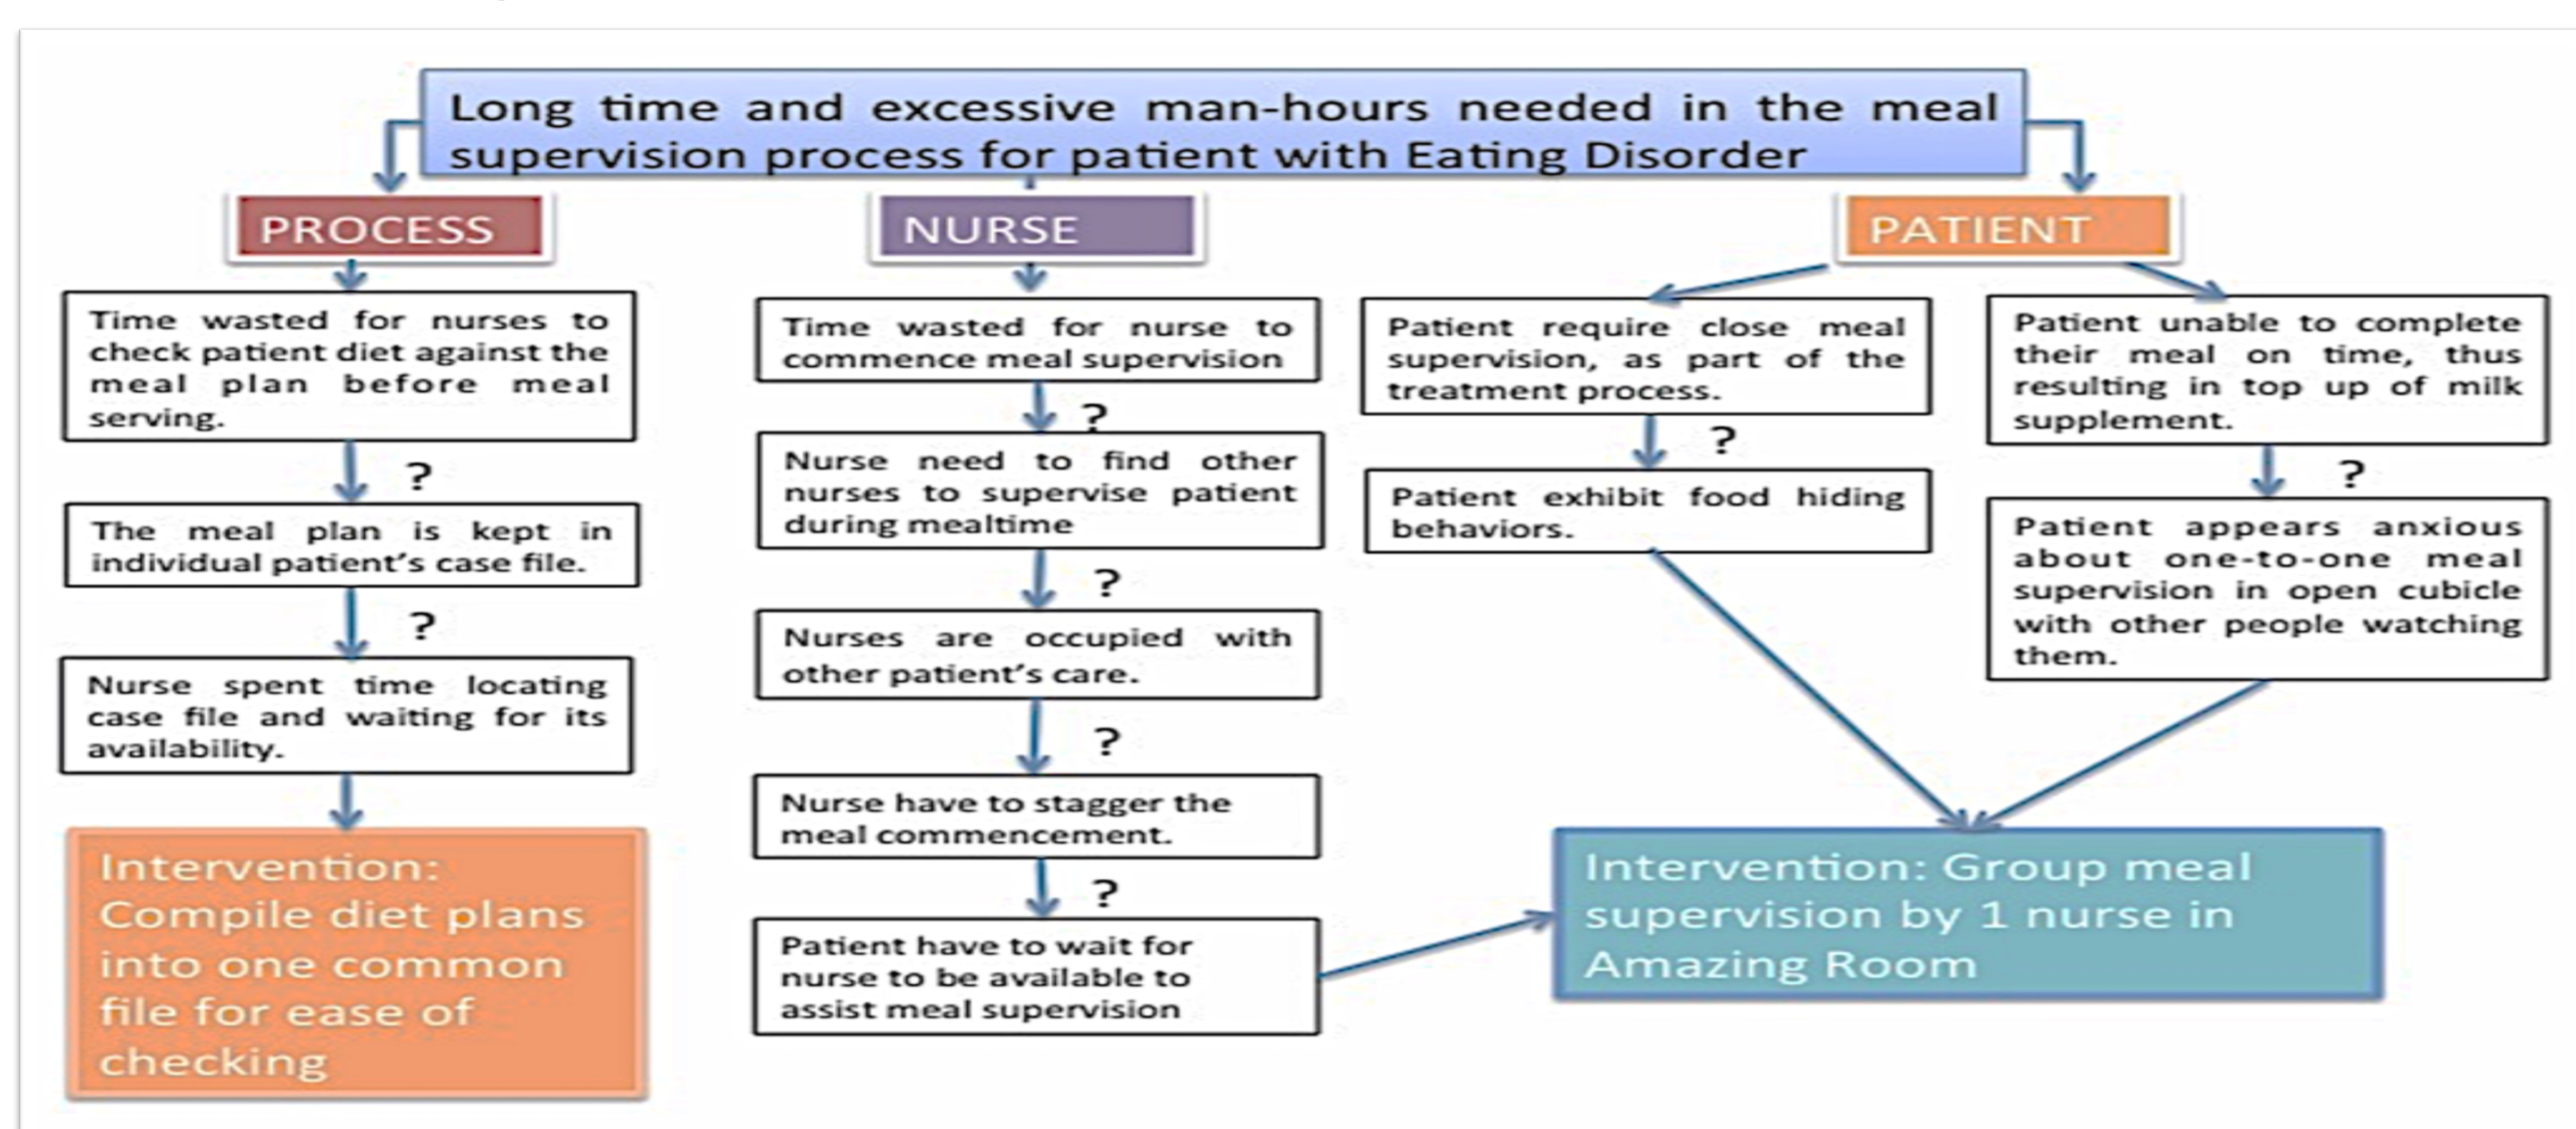 Long time and excessive man-hours needed in the meal
supervision process for patient with Eating Disorder
PROCESS
Time wasted for nurses to
check patient diet against the
meal plan before meal
serving.
?
The meal plan is kept in
individual patient's case file.
?
Nurse spent time locating
case file and waiting for its
availability.
Intervention:
Compile diet plans
into one common
file for ease of
checking
NURSE
Time wasted for nurse to
commence meal supervision
?
Nurse need to find other
nurses to supervise patient
during mealtime
?
Nurses are occupied with
other patient's care.
?
Nurse have to stagger the
meal commencement.
?
Patient have to wait for
nurse to be available to
assist meal supervision
PATIENT
Patient require close meal
supervision, as part of the
treatment process.
?
Patient exhibit food hiding
behaviors.
Patient unable to complete
their meal on time, thus
resulting in top up of milk
supplement.
?
Patient appears anxious
about one-to-one meal
supervision in open cubicle
with other people watching
them.
Intervention: Group meal
supervision by 1 nurse in
Amazing Room